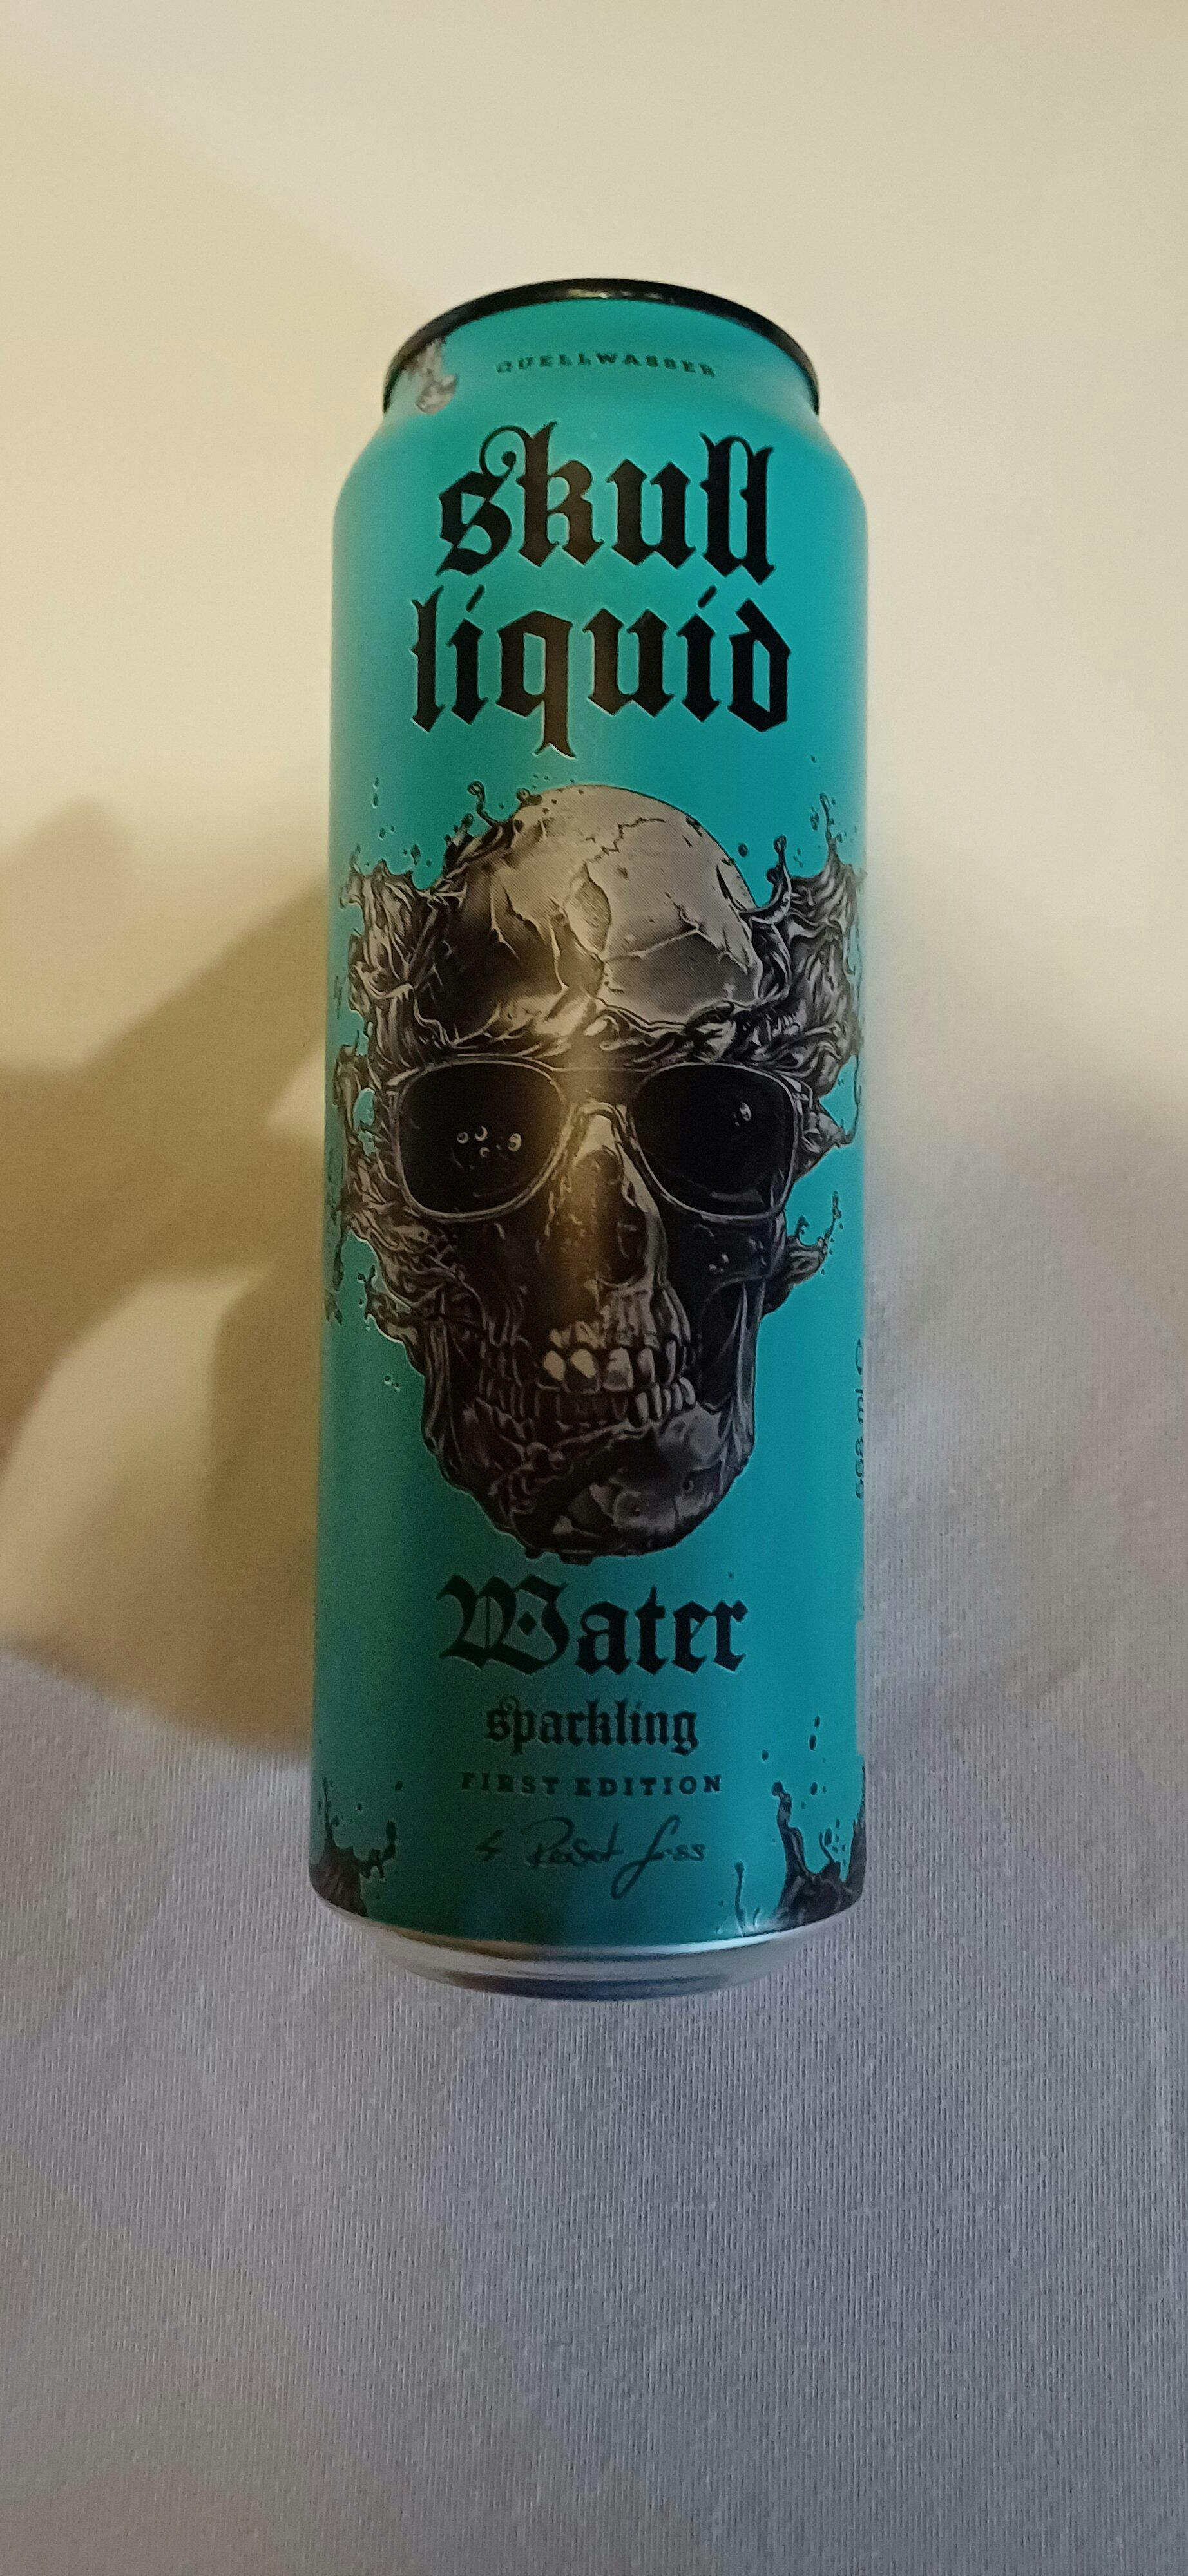 QUELLWASSER
skull
liquid
568 ml
Water
sparkling
FIRST EDITION